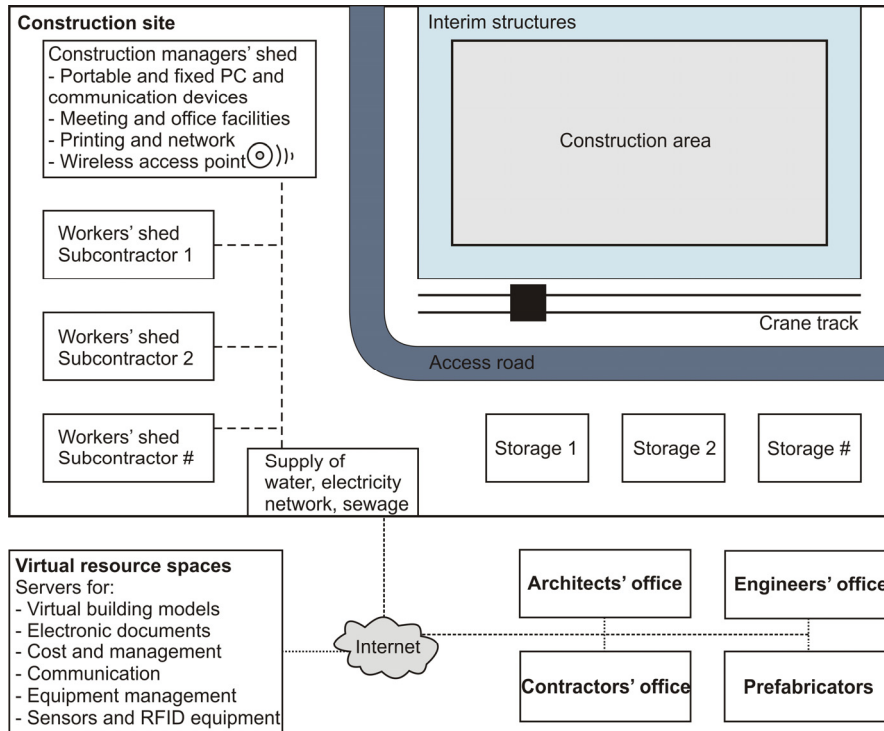 Construction site
Construction managers’ shed
- Portable and fixed PC and
communication devices
- Meeting and office facilities
- Printing and network
- Wireless access point
Interim structures
Construction area
Workers’ shed
Subcontractor 1
Workers’ shed
Subcontractor 2
Workers’ shed
Subcontractor #
Crane track
Access road
Storage 1
Storage 2
Storage #
Supply of
water, electricity
network, sewage
Virtual resource spaces
Servers for:
- Virtual building models
- Electronic documents
- Cost and management
- Communication
- Equipment management
- Sensors and RFID equipment
Internet
Architects’ office
Engineers’ office
Contractors’ office
Prefabricators